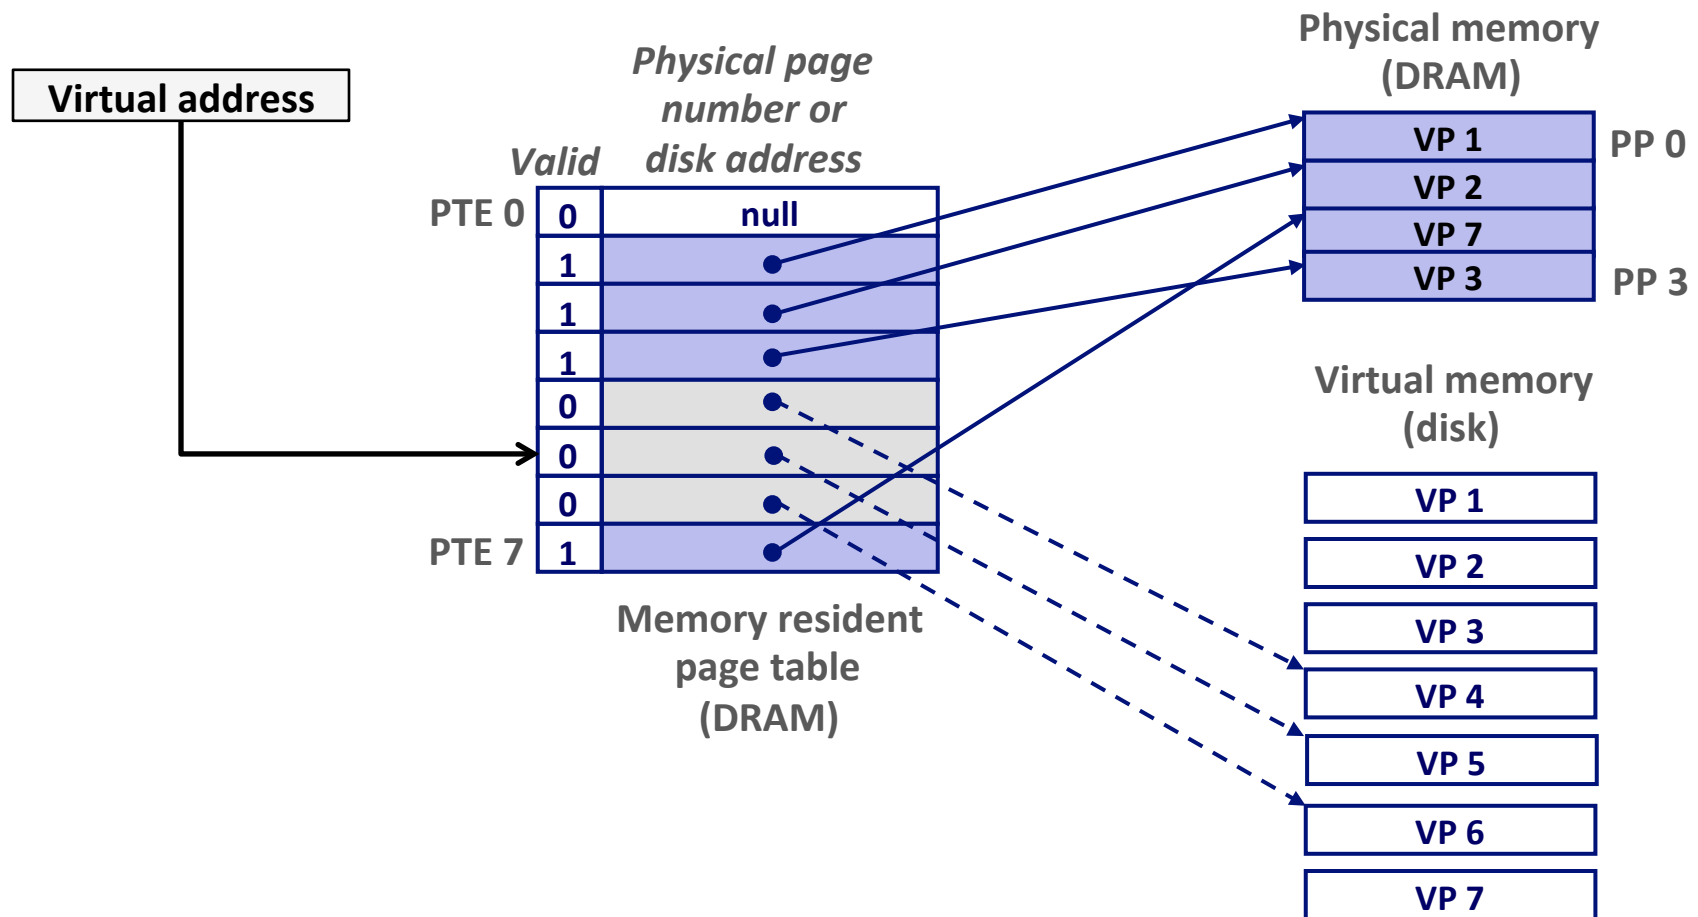 Virtual address
Physical page
number or
disk address
Valid
PTE 0
0
null
1
1
1
0
0
0
PTE 7
1
Memory resident
page table
(DRAM)
Physical memory
(DRAM)
VP 1
PP 0
VP 2
VP 7
VP 3
PP 3
Virtual memory
(disk)
VP 1
VP 2
VP 3
VP 4
VP 5
VP 6
VP 7